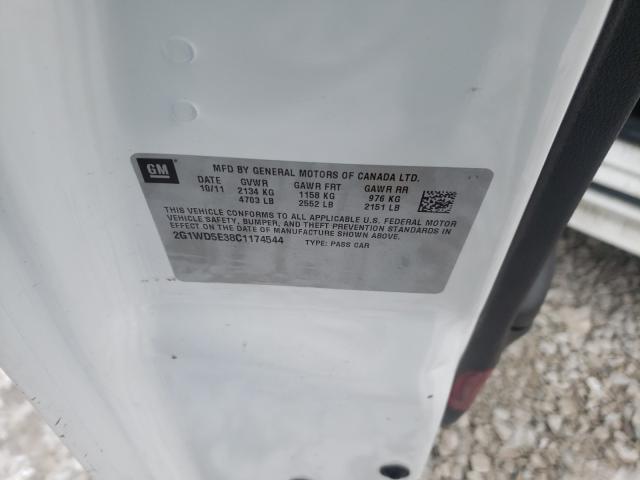 GM
MFD BY GENERAL MOTORS OF CANADA LTD.
DATE GVWR GAWR FRT GAWR RR
10/11 2134 KG 1158 KG 976 KG
4703 LB 2552 LB 2151 LB
THIS VEHICLE CONFORMS TO ALL APPLICABLE U.S. FEDERAL MOTOR
VEHICLE SAFETY, BUMPER, AND THEFT PREVENTION STANDARDS IN
EFFECT ON THE DATE OF MANUFACTURE SHOWN ABOVE.
2G1WD5E38C1174544 TYPE: PASS CAR